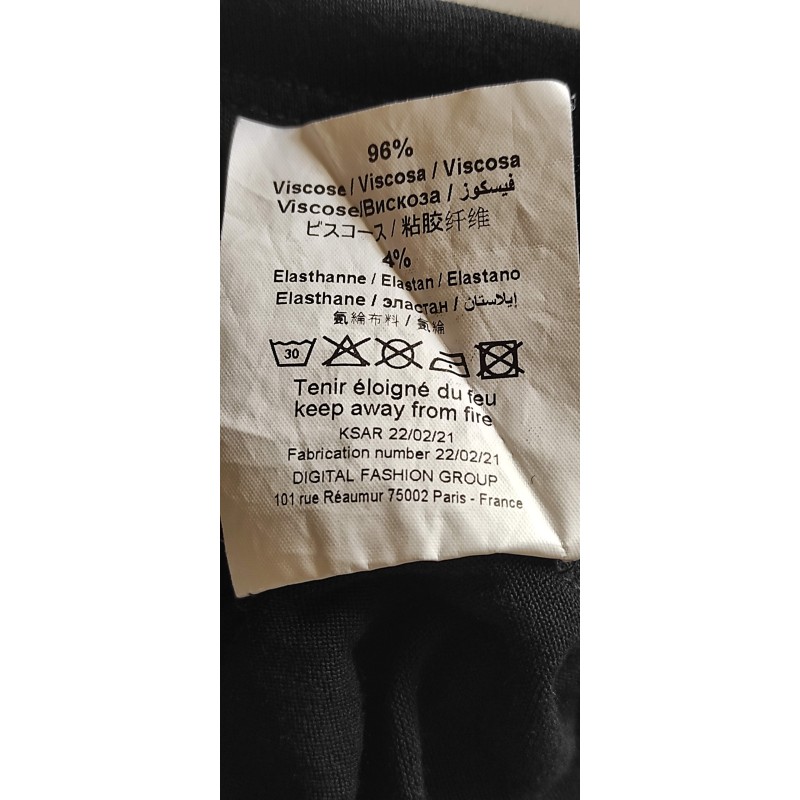 96%
Viscose / Viscosa / Viscosa
Viscose/Вискоза / فيسكوز
ビスコース / 粘胶纤维
4%
Elasthanne / Elastan / Elastano
Elasthane / эластан / إيلاستان
氨綸布料 / 氨綸
30
Tenir éloigné du feu
keep away from fire
KSAR 22/02/21
Fabrication number 22/02/21
DIGITAL FASHION GROUP
101 rue Réaumur 75002 Paris - France